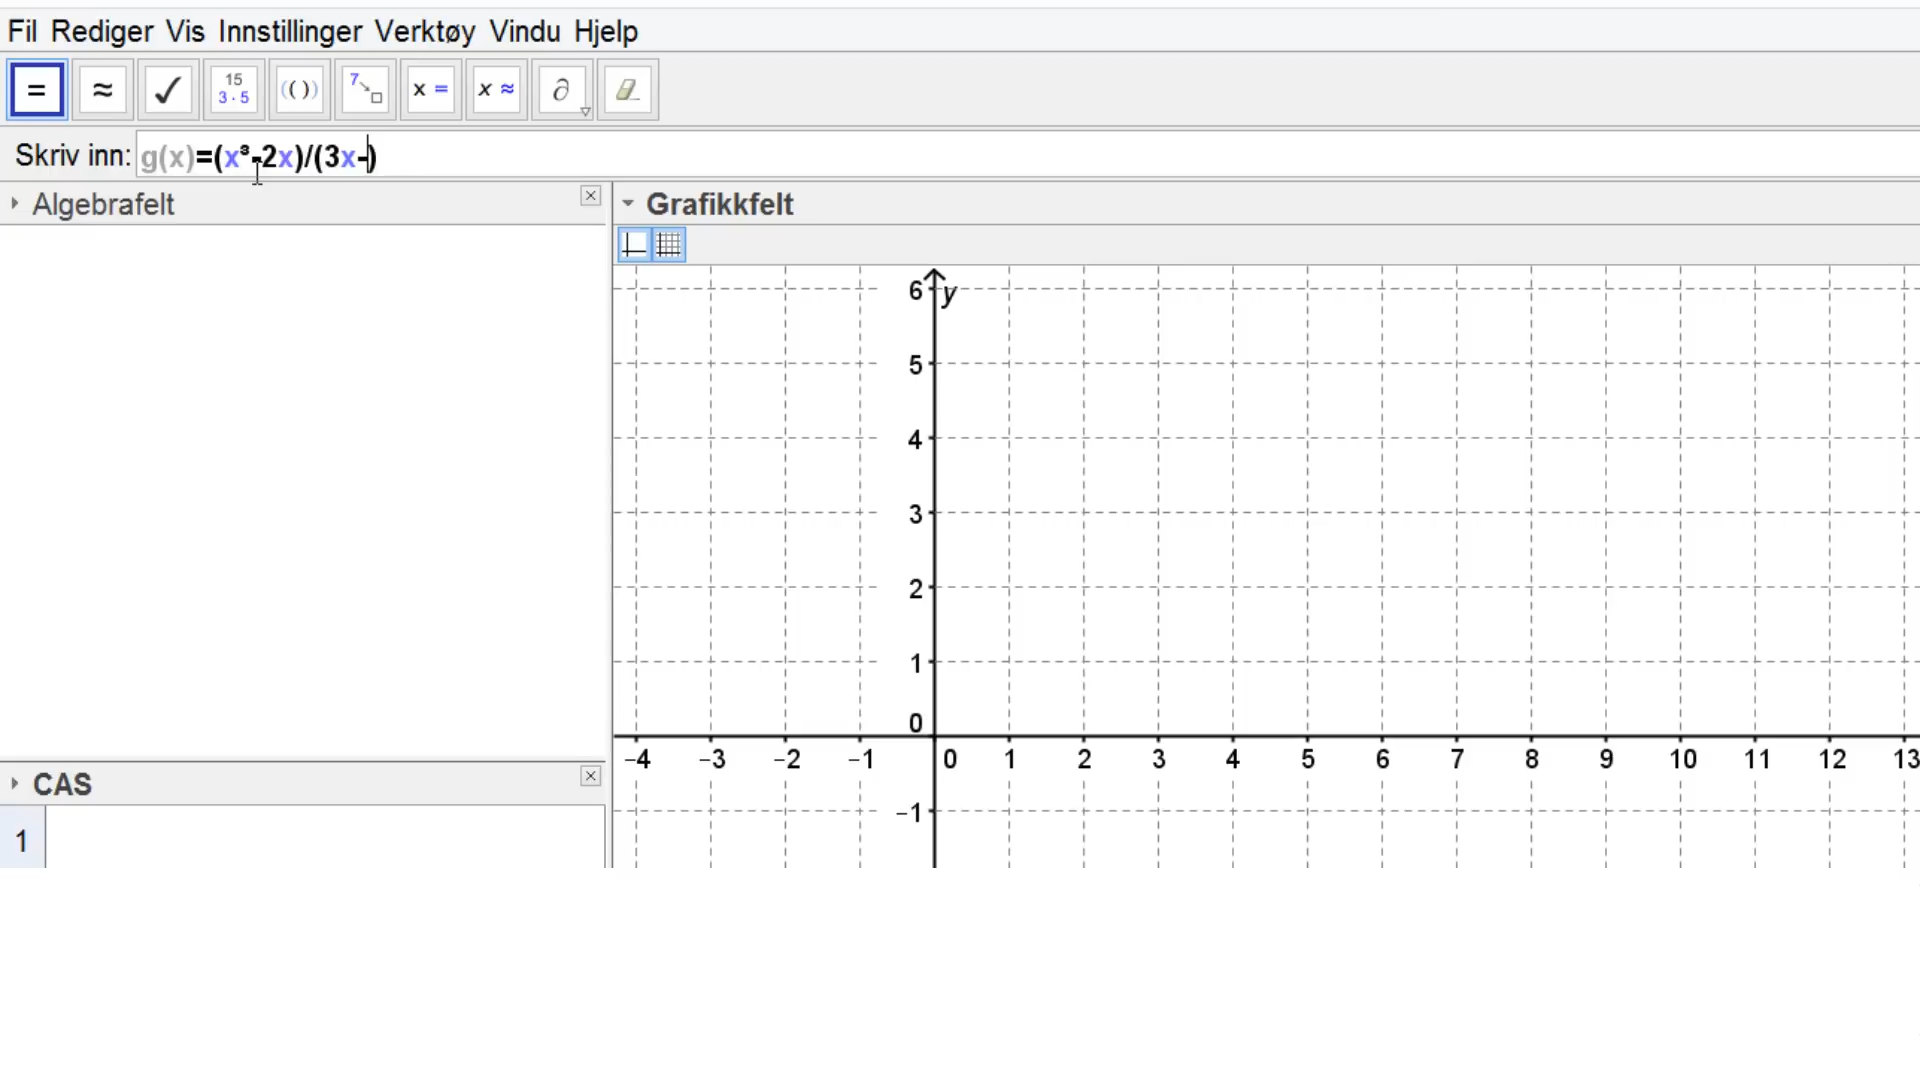 Fil Rediger Vis Innstillinger Verktøy Vindu Hjelp
= ≈ ✓ 15 3·5 (( )) 7 x = x ≈ ∂
Skriv inn: g(x)=(x³-2x)/(3x-)
Algebrafelt
Grafikkfelt
6 y
5
4
3
2
1
0
−4 −3 −2 −1 0 1 2 3 4 5 6 7 8 9 10 11 12 13
−1
CAS
1